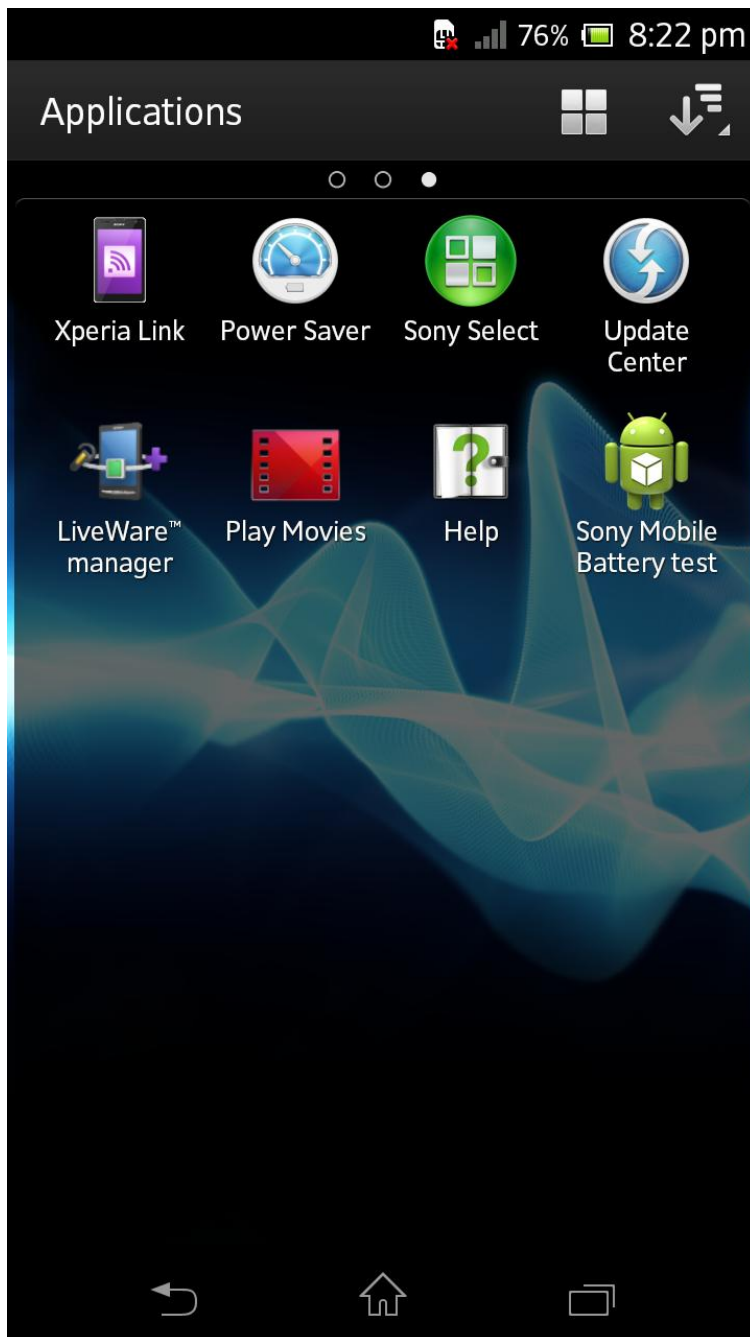 76% 8:22 pm
Applications
Xperia Link
Power Saver
Sony Select
Update
Center
LiveWare™
manager
Play Movies
Help
Sony Mobile
Battery test